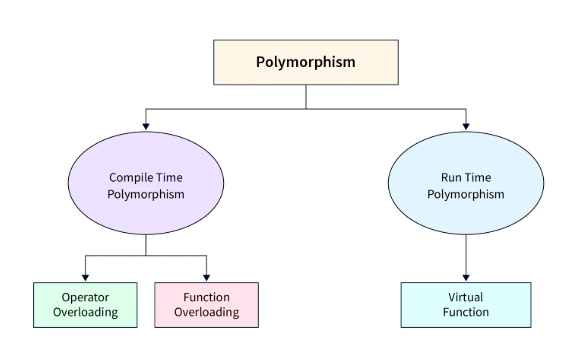 Polymorphism
Compile Time
Polymorphism
Run Time
Polymorphism
Operator
Overloading
Function
Overloading
Virtual
Function